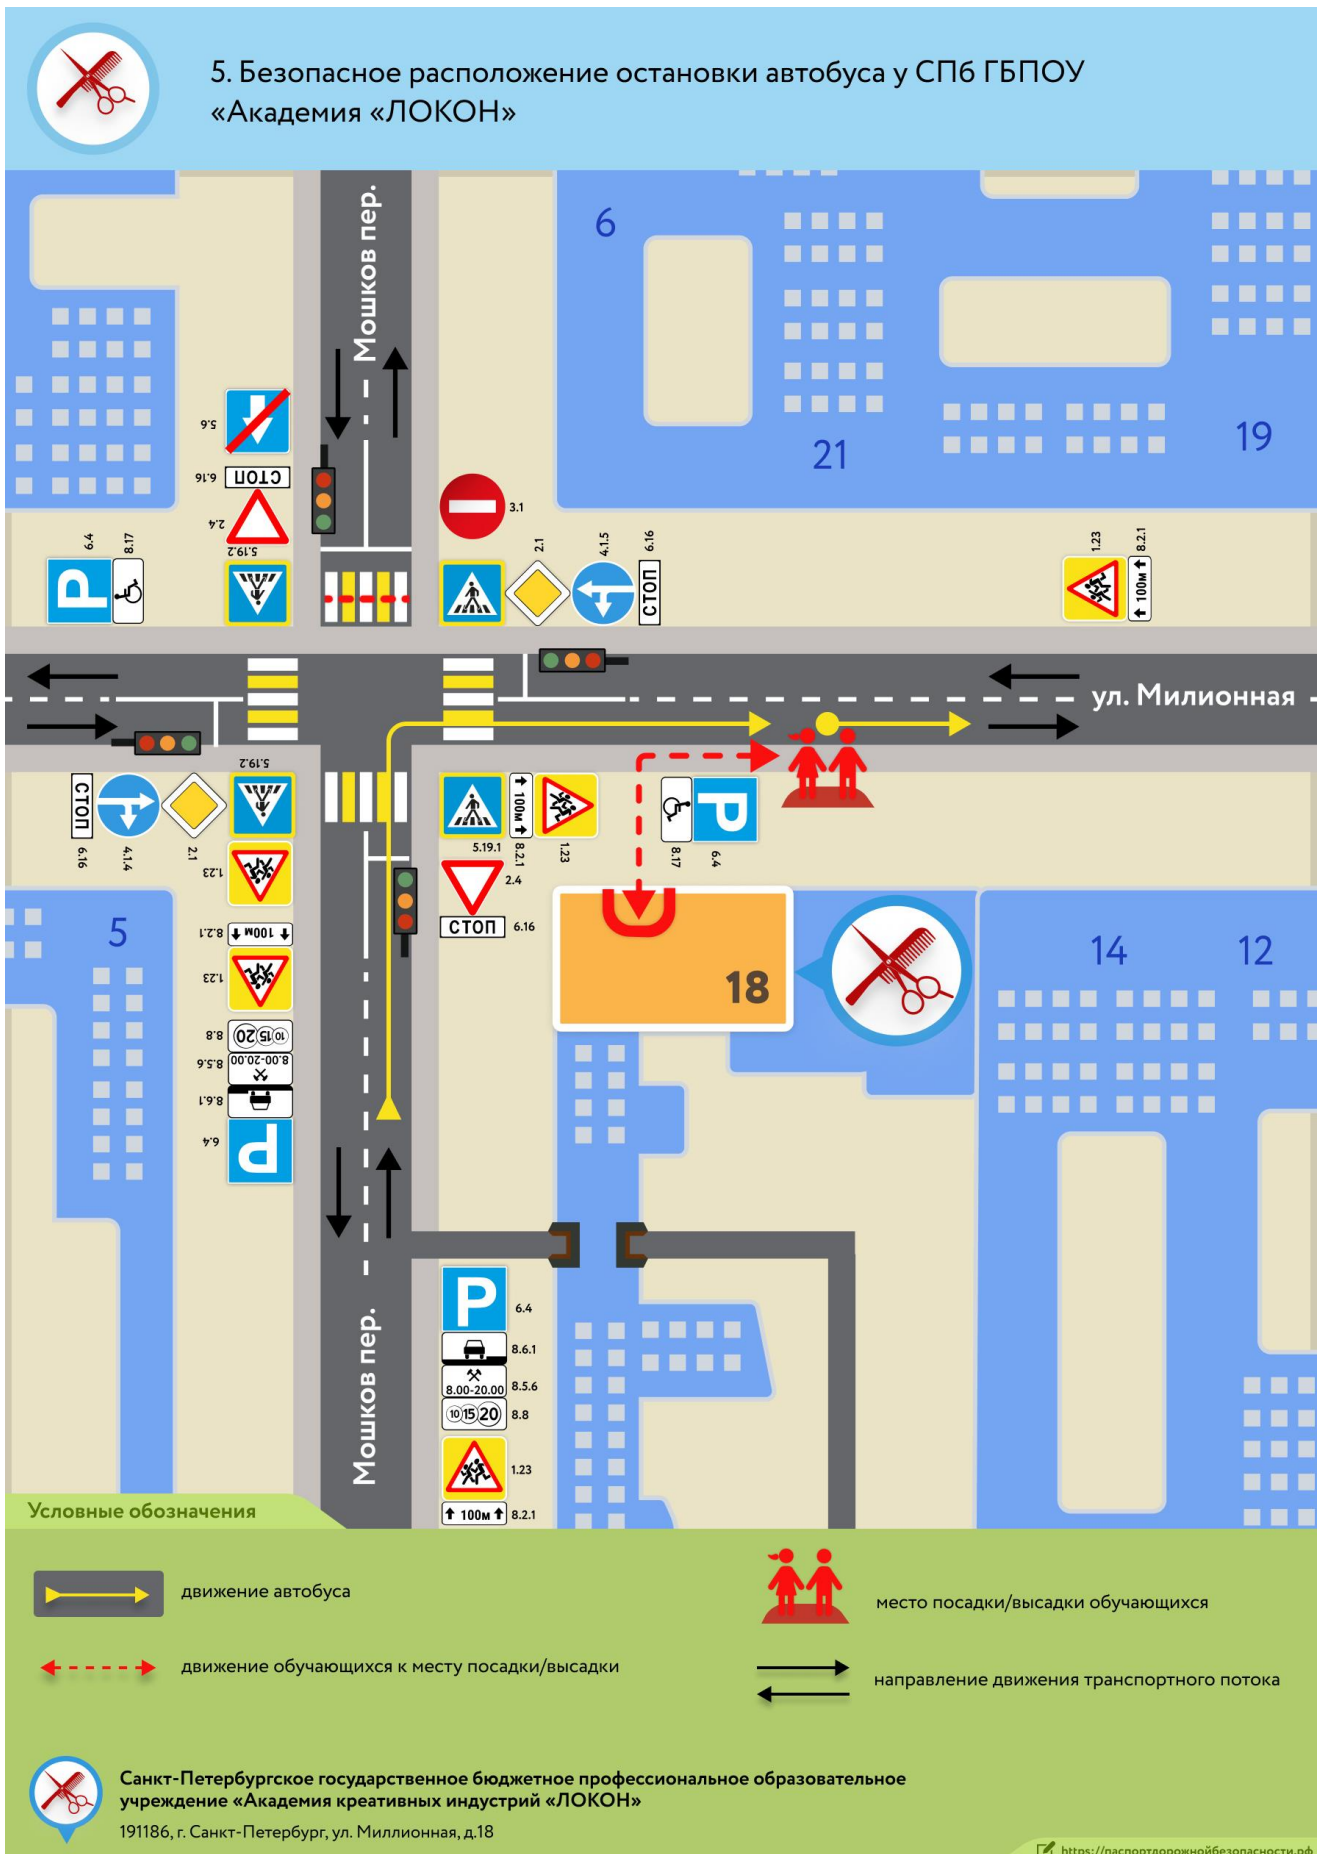 5. Безопасное расположение остановки автобуса у СПб ГБПОУ
«Академия «ЛОКОН»
Мошков пер.
6
21
19
5.6
СТОП
6.16
2.4
5.19.2
6.4
8.17
P
3.1
2.1
4.1.5
6.16
СТОП
1.23
8.2.1
100м
ул. Милионная
СТОП
6.16
4.1.4
2.1
5.19.2
1.23
8.2.1
100м
1.23
8.8
10 15 20
8.5.6
8.00-20.00
8.6.1
6.4
P
5.19.1
8.2.1
100м
1.23
2.4
СТОП
6.16
8.17
6.4
P
5
18
14
12
P
6.4
8.6.1
8.00-20.00
8.5.6
10 15 20
8.8
1.23
100м
8.2.1
Мошков пер.
Условные обозначения
движение автобуса
место посадки/высадки обучающихся
движение обучающихся к месту посадки/высадки
направление движения транспортного потока
Санкт-Петербургское государственное бюджетное профессиональное образовательное
учреждение «Академия креативных индустрий «ЛОКОН»
191186, г. Санкт-Петербург, ул. Миллионная, д.18
https://паспортдорожнойбезопасности.рф